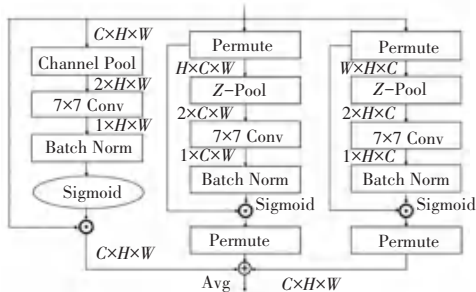 C×H×W
Channel Pool
2×H×W
7×7 Conv
1×H×W
Batch Norm
Sigmoid
C×H×W
Permute
H×C×W
Z-Pool
2×C×W
7×7 Conv
1×C×W
Batch Norm
Sigmoid
Permute
Permute
W×H×C
Z-Pool
2×H×C
7×7 Conv
1×H×C
Batch Norm
Sigmoid
Permute
Avg
C×H×W